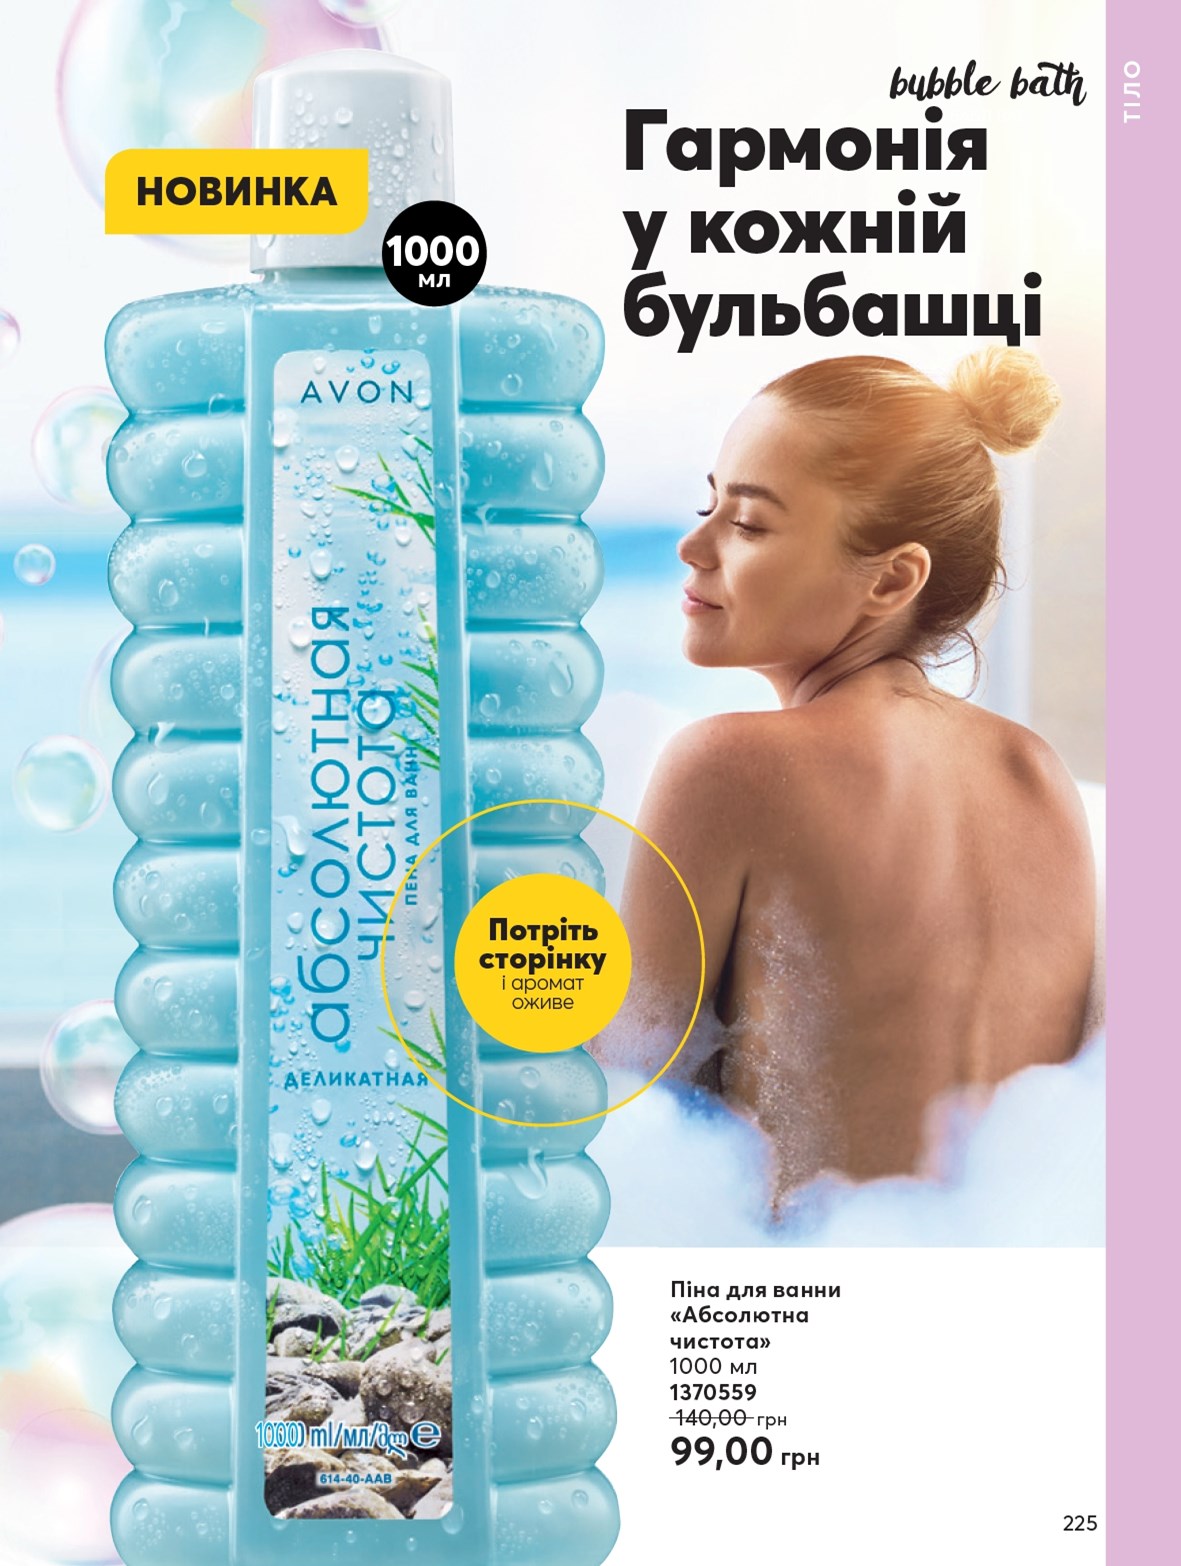 bubble bath
Гармонія
у кожній
бульбашці
ТІЛО
НОВИНКА
1000
мл
AVON
абсолютная
чистота
ПЕНА ДЛЯ ВАНН
ДЕЛИКАТНАЯ
Потріть
сторінку
і аромат
оживе
1000 ml/мл/მლ e
614-40-AAB
Піна для ванни
«Абсолютна
чистота»
1000 мл
1370559
140,00 грн
99,00 грн
225